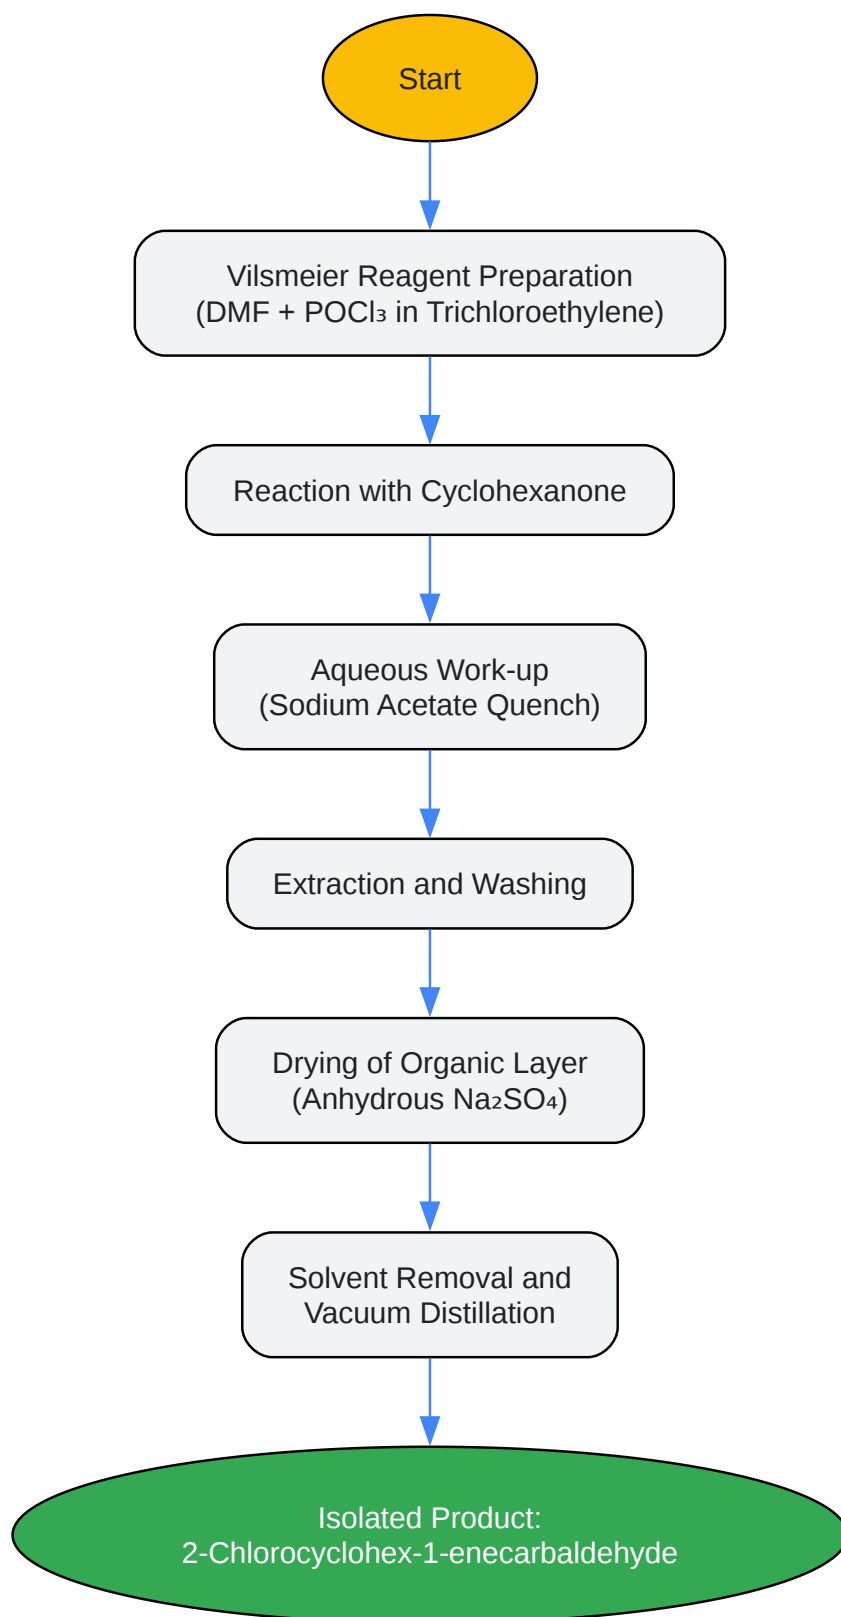 Start
Vilsmeier Reagent Preparation
(DMF + POCl₃ in Trichloroethylene)
Reaction with Cyclohexanone
Aqueous Work-up
(Sodium Acetate Quench)
Extraction and Washing
Drying of Organic Layer
(Anhydrous Na₂SO₄)
Solvent Removal and
Vacuum Distillation
Isolated Product:
2-Chlorocyclohex-1-enecarbaldehyde